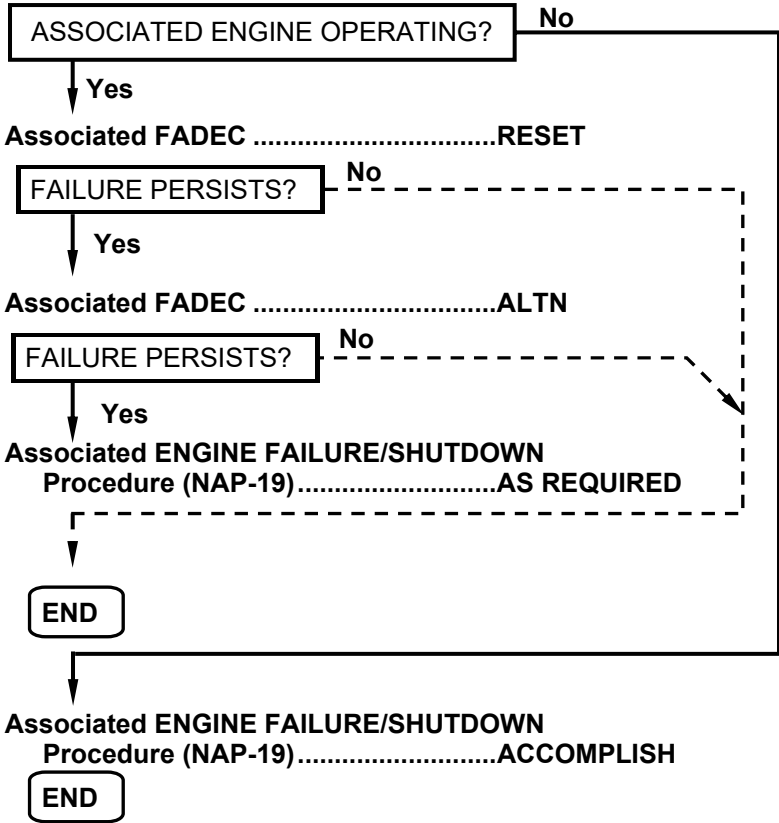 ASSOCIATED ENGINE OPERATING? No
Yes
Associated FADEC .................................RESET
FAILURE PERSISTS? No
Yes
Associated FADEC .................................ALTN
FAILURE PERSISTS? No
Yes
Associated ENGINE FAILURE/SHUTDOWN
Procedure (NAP-19)...........................AS REQUIRED
END
Associated ENGINE FAILURE/SHUTDOWN
Procedure (NAP-19)...........................ACCOMPLISH
END